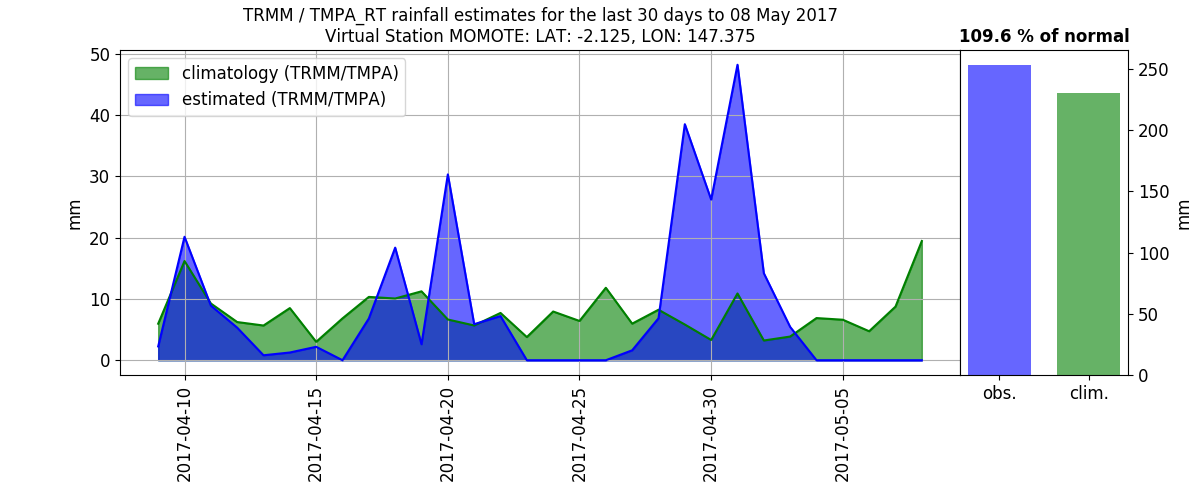 TRMM / TMPA_RT rainfall estimates for the last 30 days to 08 May 2017
Virtual Station MOMOTE: LAT: -2.125, LON: 147.375
109.6 % of normal
climatology (TRMM/TMPA)
estimated (TRMM/TMPA)
50
40
30
20
10
0
mm
2017-04-10
2017-04-15
2017-04-20
2017-04-25
2017-04-30
2017-05-05
250
200
150
100
50
0
mm
obs.
clim.